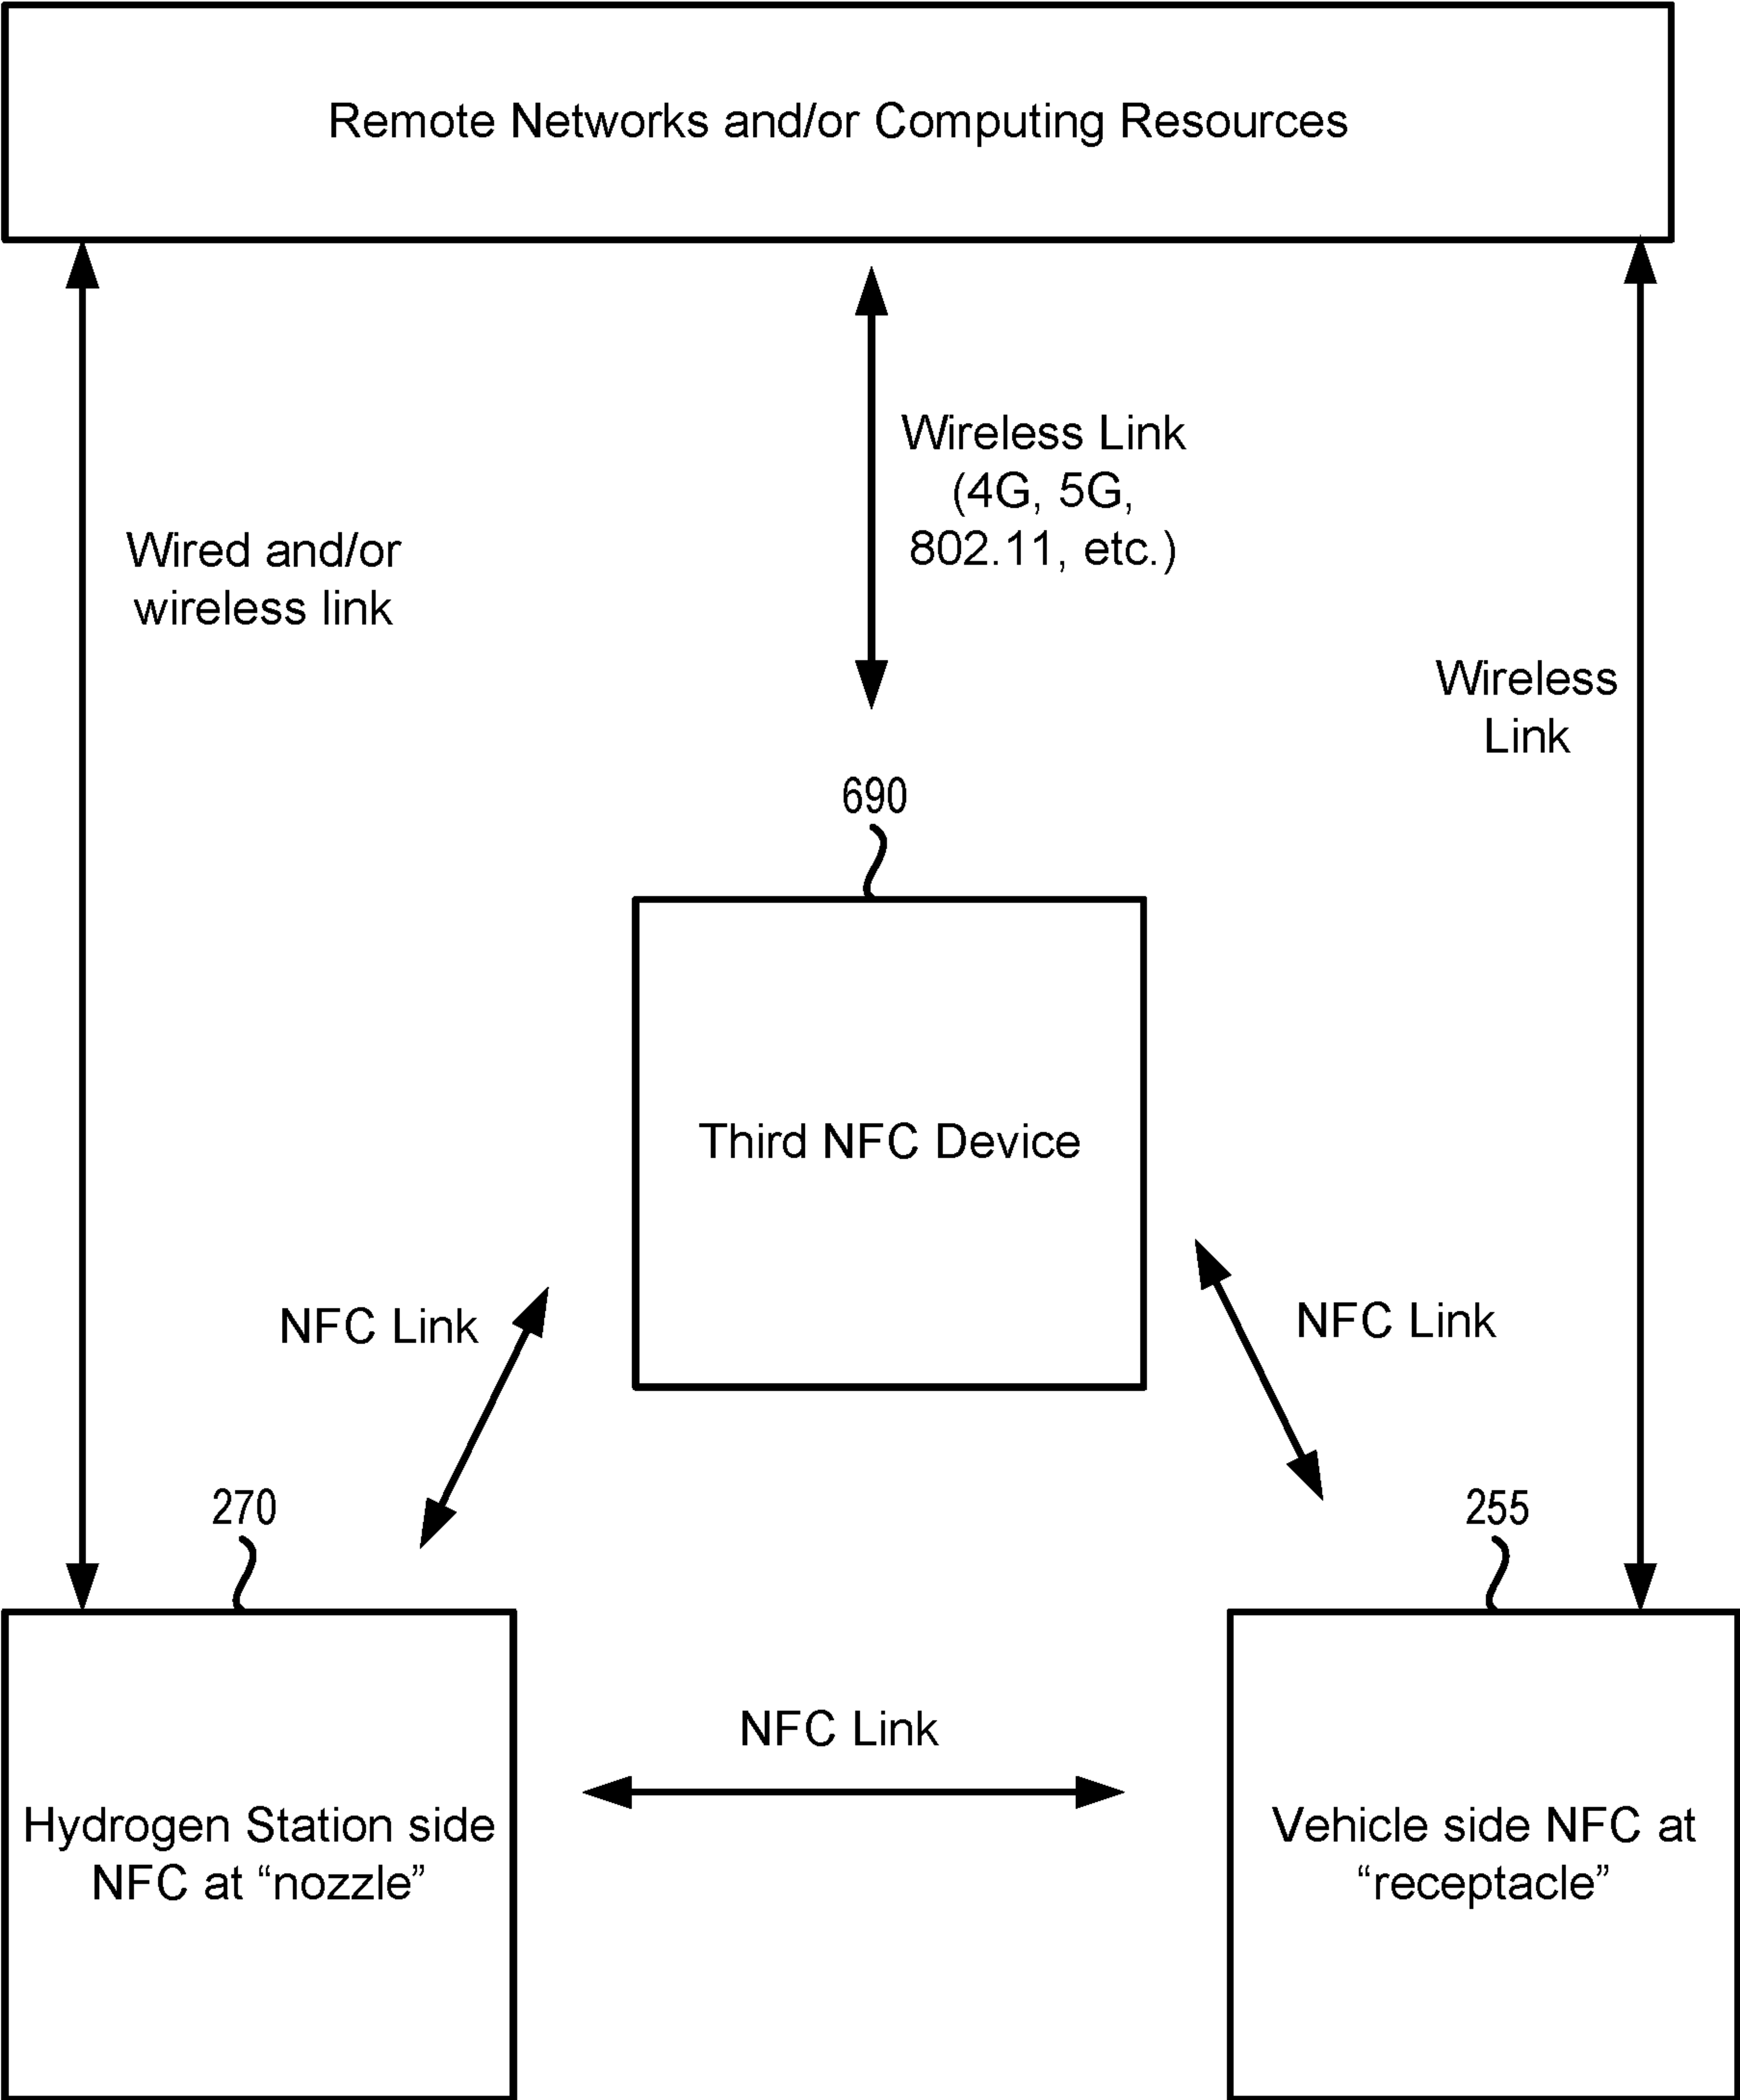 Remote Networks and/or Computing Resources
Wireless Link
(4G, 5G,
802.11, etc.)
Wired and/or
wireless link
Wireless
Link
690
Third NFC Device
NFC Link
NFC Link
270
255
NFC Link
Hydrogen Station side
NFC at “nozzle”
Vehicle side NFC at
“receptacle”